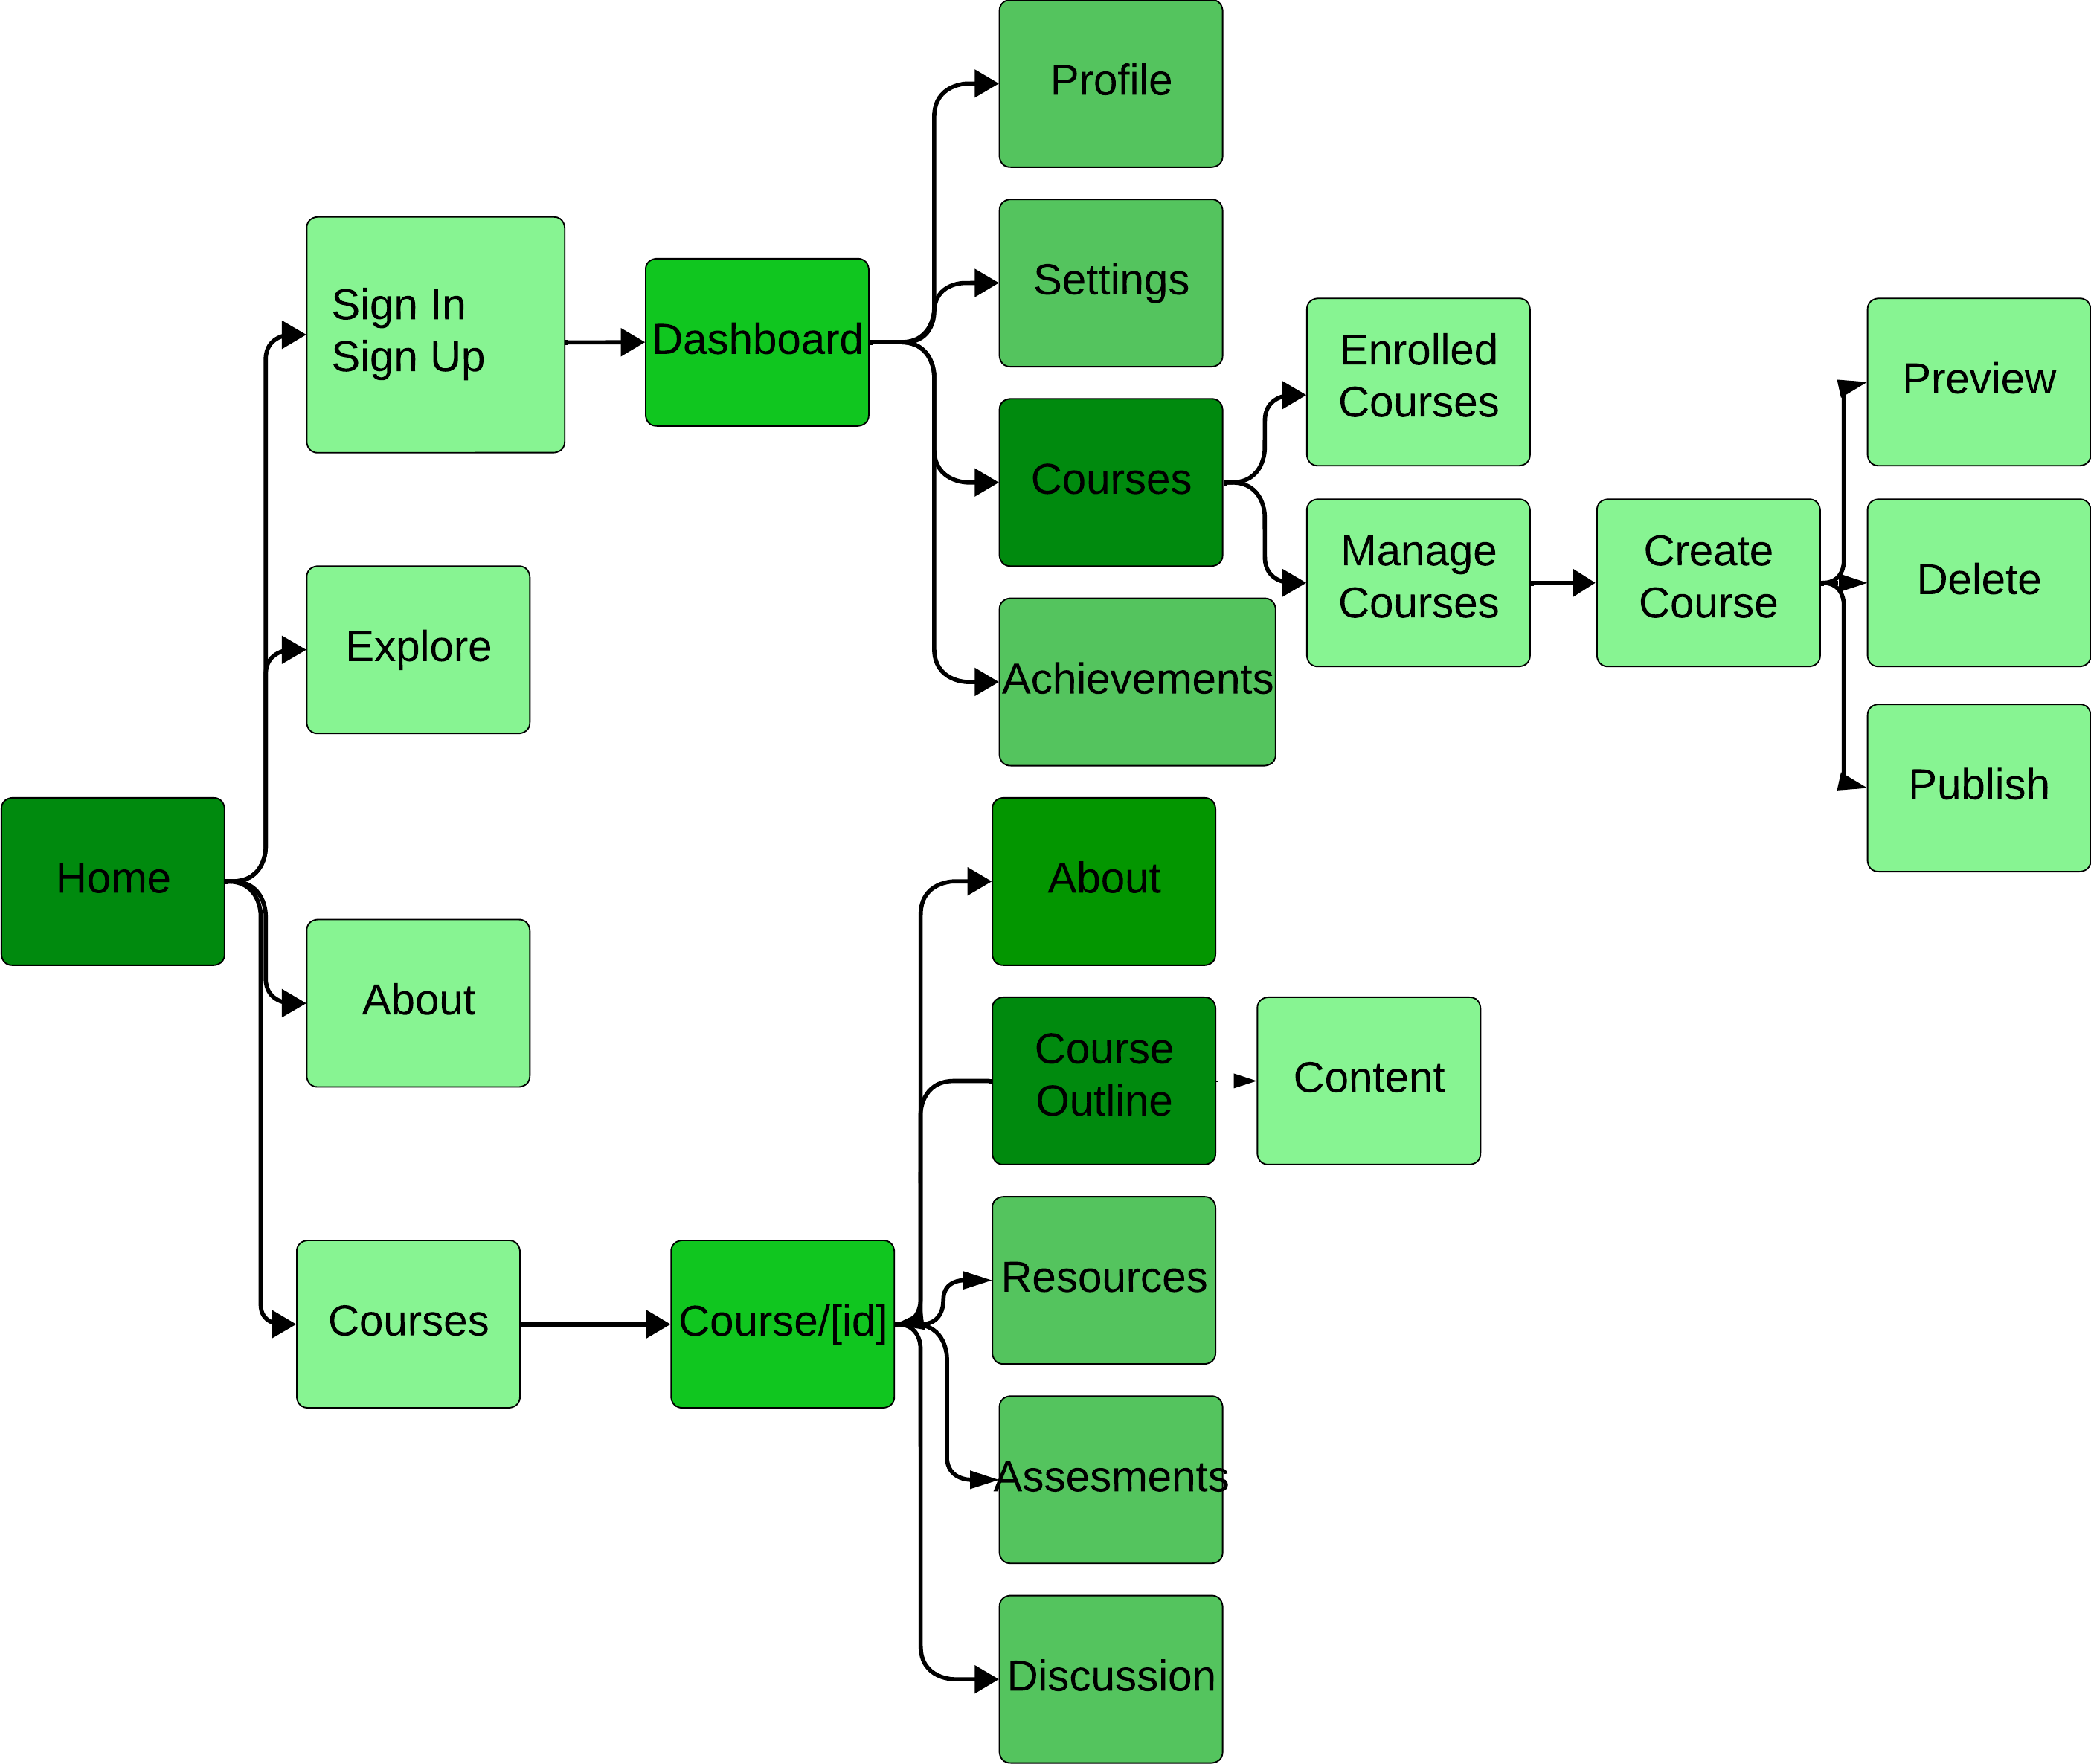 Profile
Settings
Sign In
Sign Up
Dashboard
Enrolled
Courses
Preview
Courses
Manage
Courses
Create
Course
Delete
Explore
Achievements
Publish
Home
About
About
Course
Outline
Content
Resources
Courses
Course/[id]
Assesments
Discussion